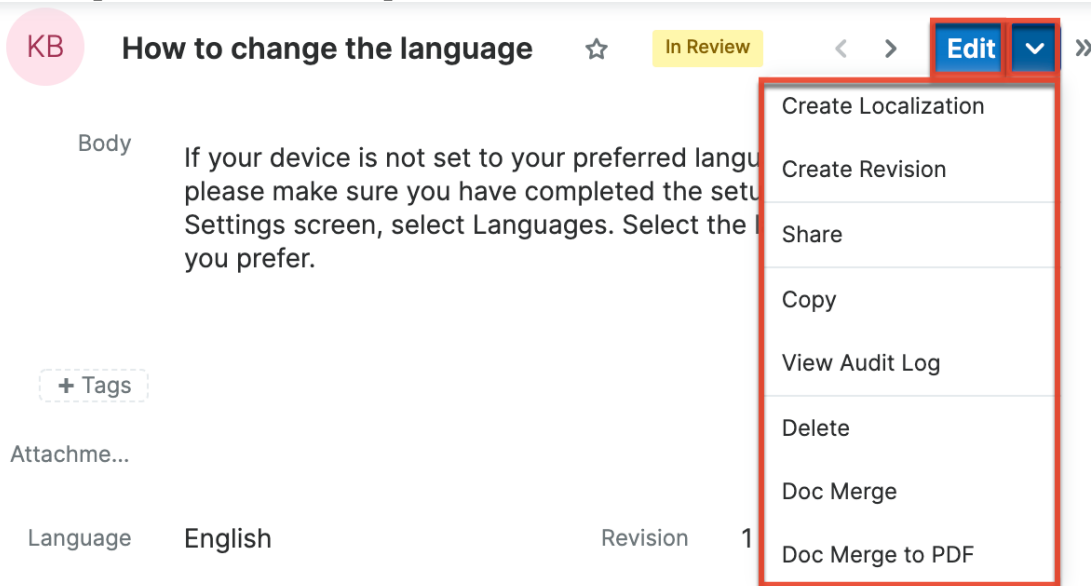 KB
How to change the language
In Review
Edit
Create Localization
Create Revision
Share
Copy
View Audit Log
Delete
Doc Merge
Doc Merge to PDF
Body
If your device is not set to your preferred langu
please make sure you have completed the setu
Settings screen, select Languages. Select the
you prefer.
+ Tags
Attachme...
Language English
Revision 1